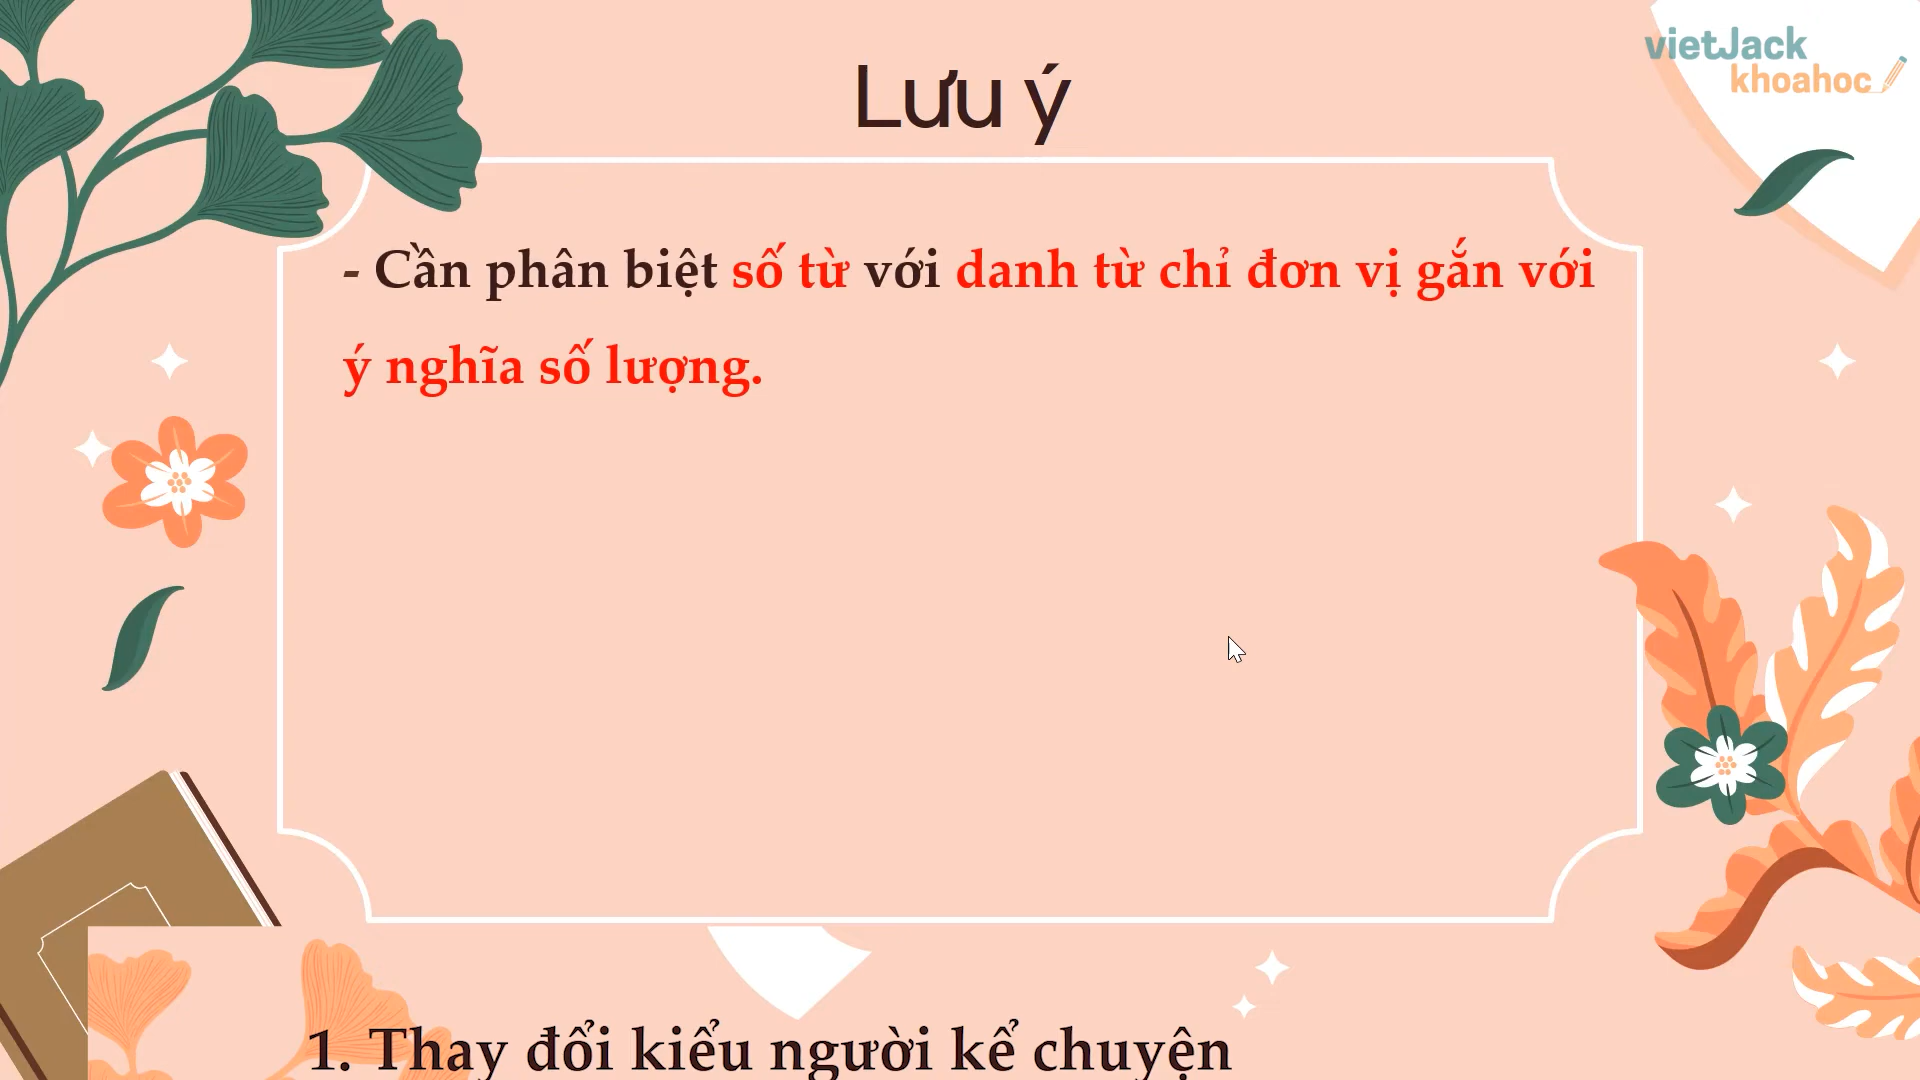 vietJack
khoahoc
Lưu ý
- Cần phân biệt số từ với danh từ chỉ đơn vị gắn với
ý nghĩa số lượng.
1. Thay đổi kiểu người kể chuyện